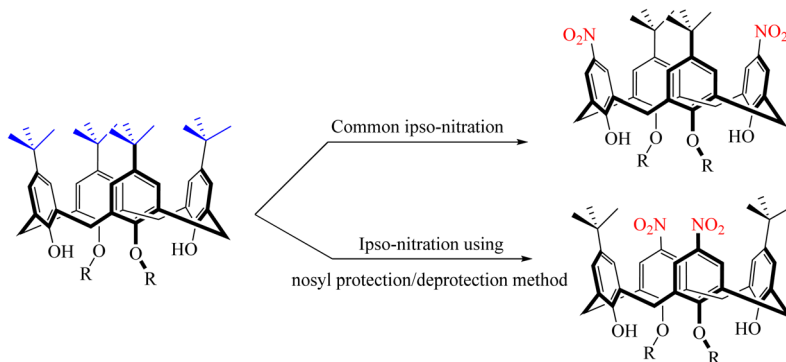 O₂N NO₂
Common ipso-nitration
OH O O HO
R R
OH O O HO
R R
Ipso-nitration using
nosyl protection/deprotection method
O₂N NO₂
OH O O HO
R R